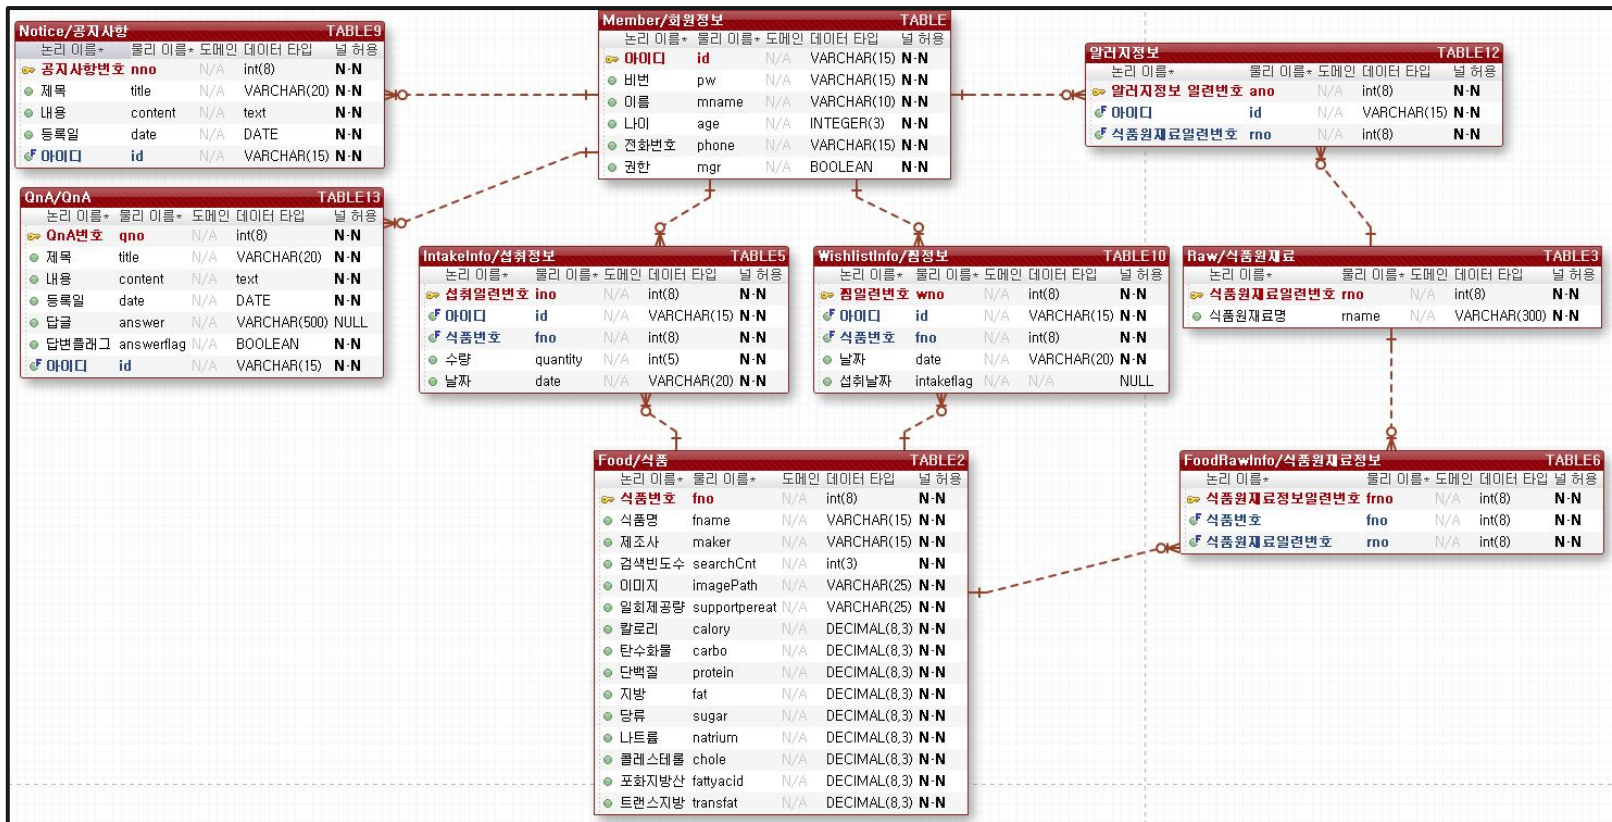 Notice/공지사항 TABLE9
논리 이름* 물리 이름* 도메인 데이터 타입 널 허용
공지사항번호 nno N/A int(8) N-N
제목 title N/A VARCHAR(20) N-N
내용 content N/A text N-N
등록일 date N/A DATE N-N
아이디 id N/A VARCHAR(15) N-N
Member/회원정보 TABLE
논리 이름* 물리 이름* 도메인 데이터 타입 널 허용
아이디 id N/A VARCHAR(15) N-N
비번 pw N/A VARCHAR(15) N-N
이름 mname N/A VARCHAR(10) N-N
나이 age N/A INTEGER(3) N-N
전화번호 phone N/A VARCHAR(15) N-N
권한 mgr N/A BOOLEAN N-N
알러지정보 TABLE12
논리 이름* 물리 이름* 도메인 데이터 타입 널 허용
알러지정보 일련번호 ano N/A int(8) N-N
아이디 id N/A VARCHAR(15) N-N
식품원재료일련번호 rno N/A int(8) N-N
QnA/QnA TABLE13
논리 이름* 물리 이름* 도메인 데이터 타입 널 허용
QnA번호 qno N/A int(8) N-N
제목 title N/A VARCHAR(20) N-N
내용 content N/A text N-N
등록일 date N/A DATE N-N
답글 answer N/A VARCHAR(500) NULL
답변플래그 answerflag N/A BOOLEAN N-N
아이디 id N/A VARCHAR(15) N-N
IntakeInfo/섭취정보 TABLE5
논리 이름* 물리 이름* 도메인 데이터 타입 널 허용
섭취일련번호 ino N/A int(8) N-N
아이디 id N/A VARCHAR(15) N-N
식품번호 fno N/A int(8) N-N
수량 quantity N/A int(5) N-N
날짜 date N/A VARCHAR(20) N-N
WishlistInfo/찜정보 TABLE10
논리 이름* 물리 이름* 도메인 데이터 타입 널 허용
찜일련번호 wno N/A int(8) N-N
아이디 id N/A VARCHAR(15) N-N
식품번호 fno N/A int(8) N-N
날짜 date N/A VARCHAR(20) N-N
섭취날짜 intakeflag N/A N/A NULL
Raw/식품원재료 TABLE3
논리 이름* 물리 이름* 도메인 데이터 타입 널 허용
식품원재료일련번호 rno N/A int(8) N-N
식품원재료명 rname N/A VARCHAR(300) N-N
Food/식품 TABLE2
논리 이름* 물리 이름* 도메인 데이터 타입 널 허용
식품번호 fno N/A int(8) N-N
식품명 fname N/A VARCHAR(15) N-N
제조사 maker N/A VARCHAR(15) N-N
검색빈도수 searchCnt N/A int(3) N-N
이미지 imagePath N/A VARCHAR(25) N-N
일회제공량 supportpereat N/A VARCHAR(25) N-N
칼로리 calory N/A DECIMAL(8,3) N-N
탄수화물 carbo N/A DECIMAL(8,3) N-N
단백질 protein N/A DECIMAL(8,3) N-N
지방 fat N/A DECIMAL(8,3) N-N
당류 sugar N/A DECIMAL(8,3) N-N
나트륨 natrium N/A DECIMAL(8,3) N-N
콜레스테롤 chole N/A DECIMAL(8,3) N-N
포화지방산 fattyacid N/A DECIMAL(8,3) N-N
트랜스지방 transfat N/A DECIMAL(8,3) N-N
FoodRawInfo/식품원재료정보 TABLE6
논리 이름* 물리 이름* 도메인 데이터 타입 널 허용
식품원재료정보일련번호 frno N/A int(8) N-N
식품번호 fno N/A int(8) N-N
식품원재료일련번호 rno N/A int(8) N-N